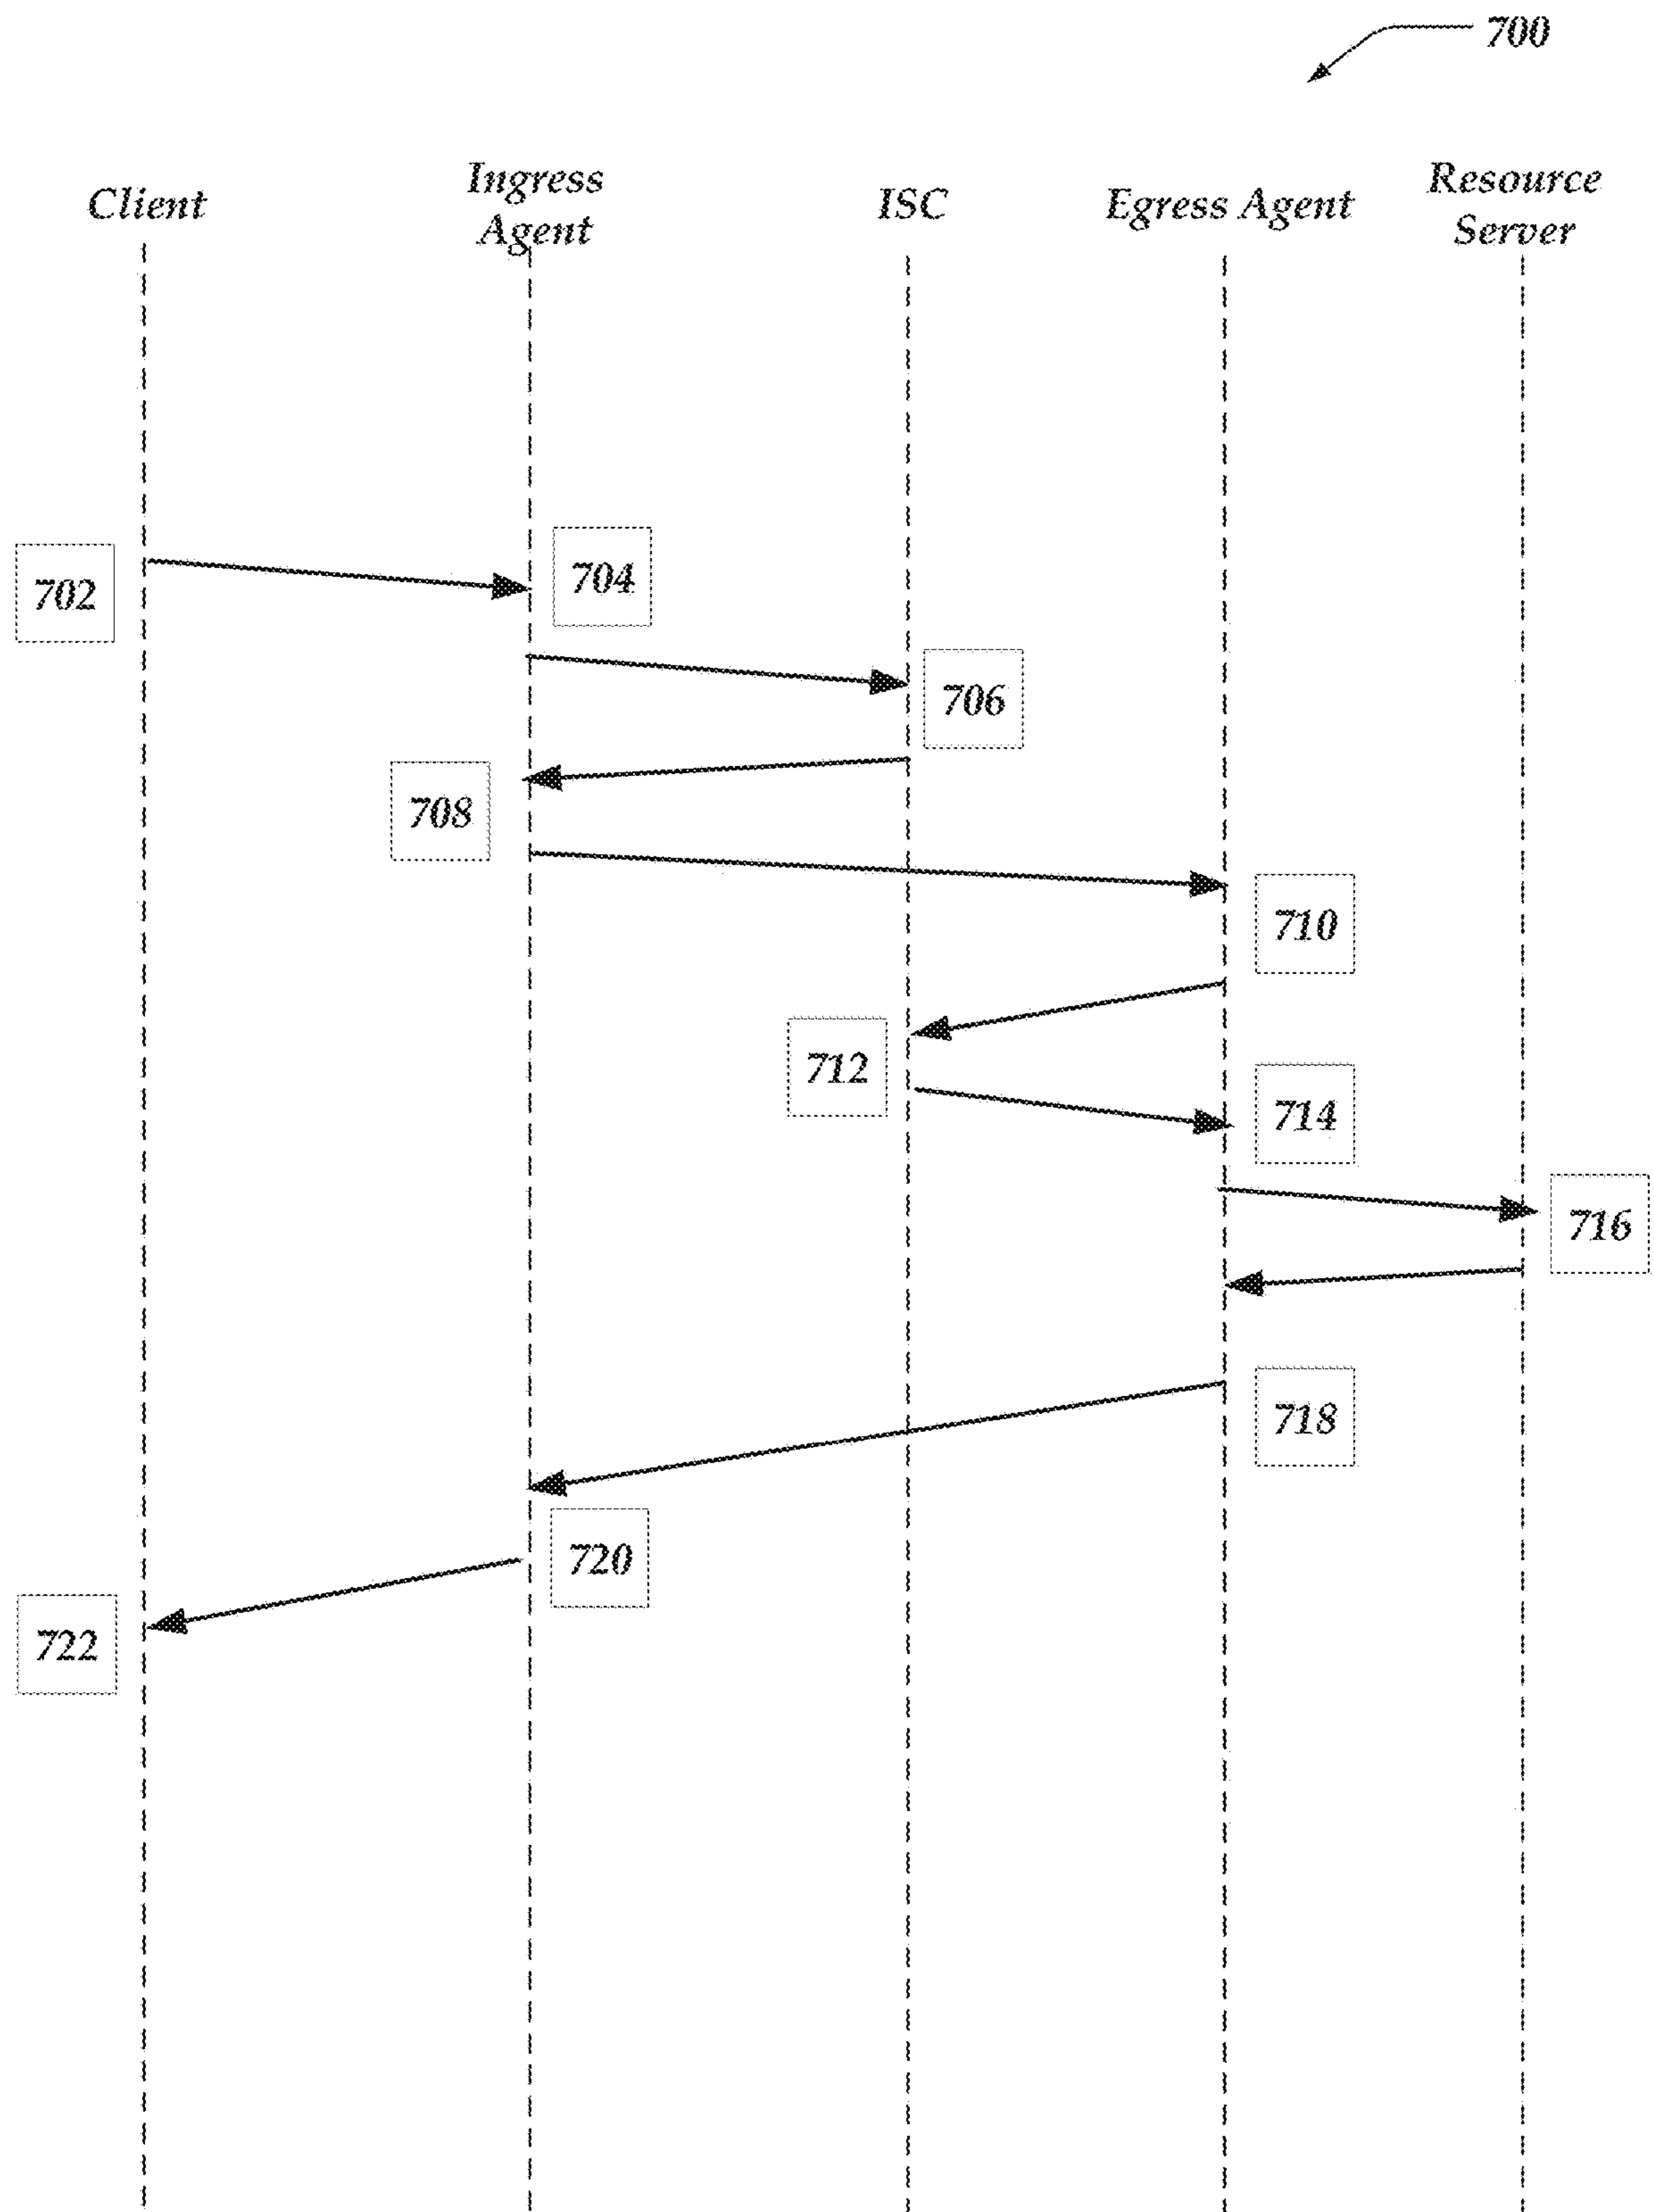 700
Client
Ingress
Agent
ISC
Egress Agent
Resource
Server
702
704
706
708
710
712
714
716
718
720
722